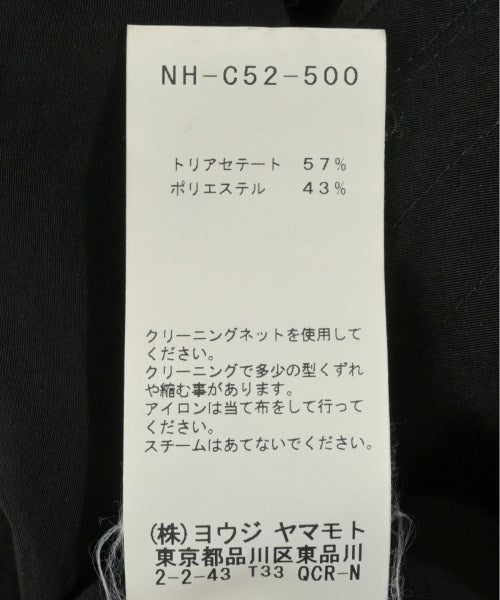 NH-C52-500
トリアセテート 57%
ポリエステル 43%
クリーニングネットを使用して
ください。
クリーニングで多少の型くずれ
や縮む事があります。
アイロンは当て布をして行って
ください。
スチームはあてないでください。
(株)ヨウジ ヤマモト
東京都品川区東品川
2-2-43 T33 QCR-N